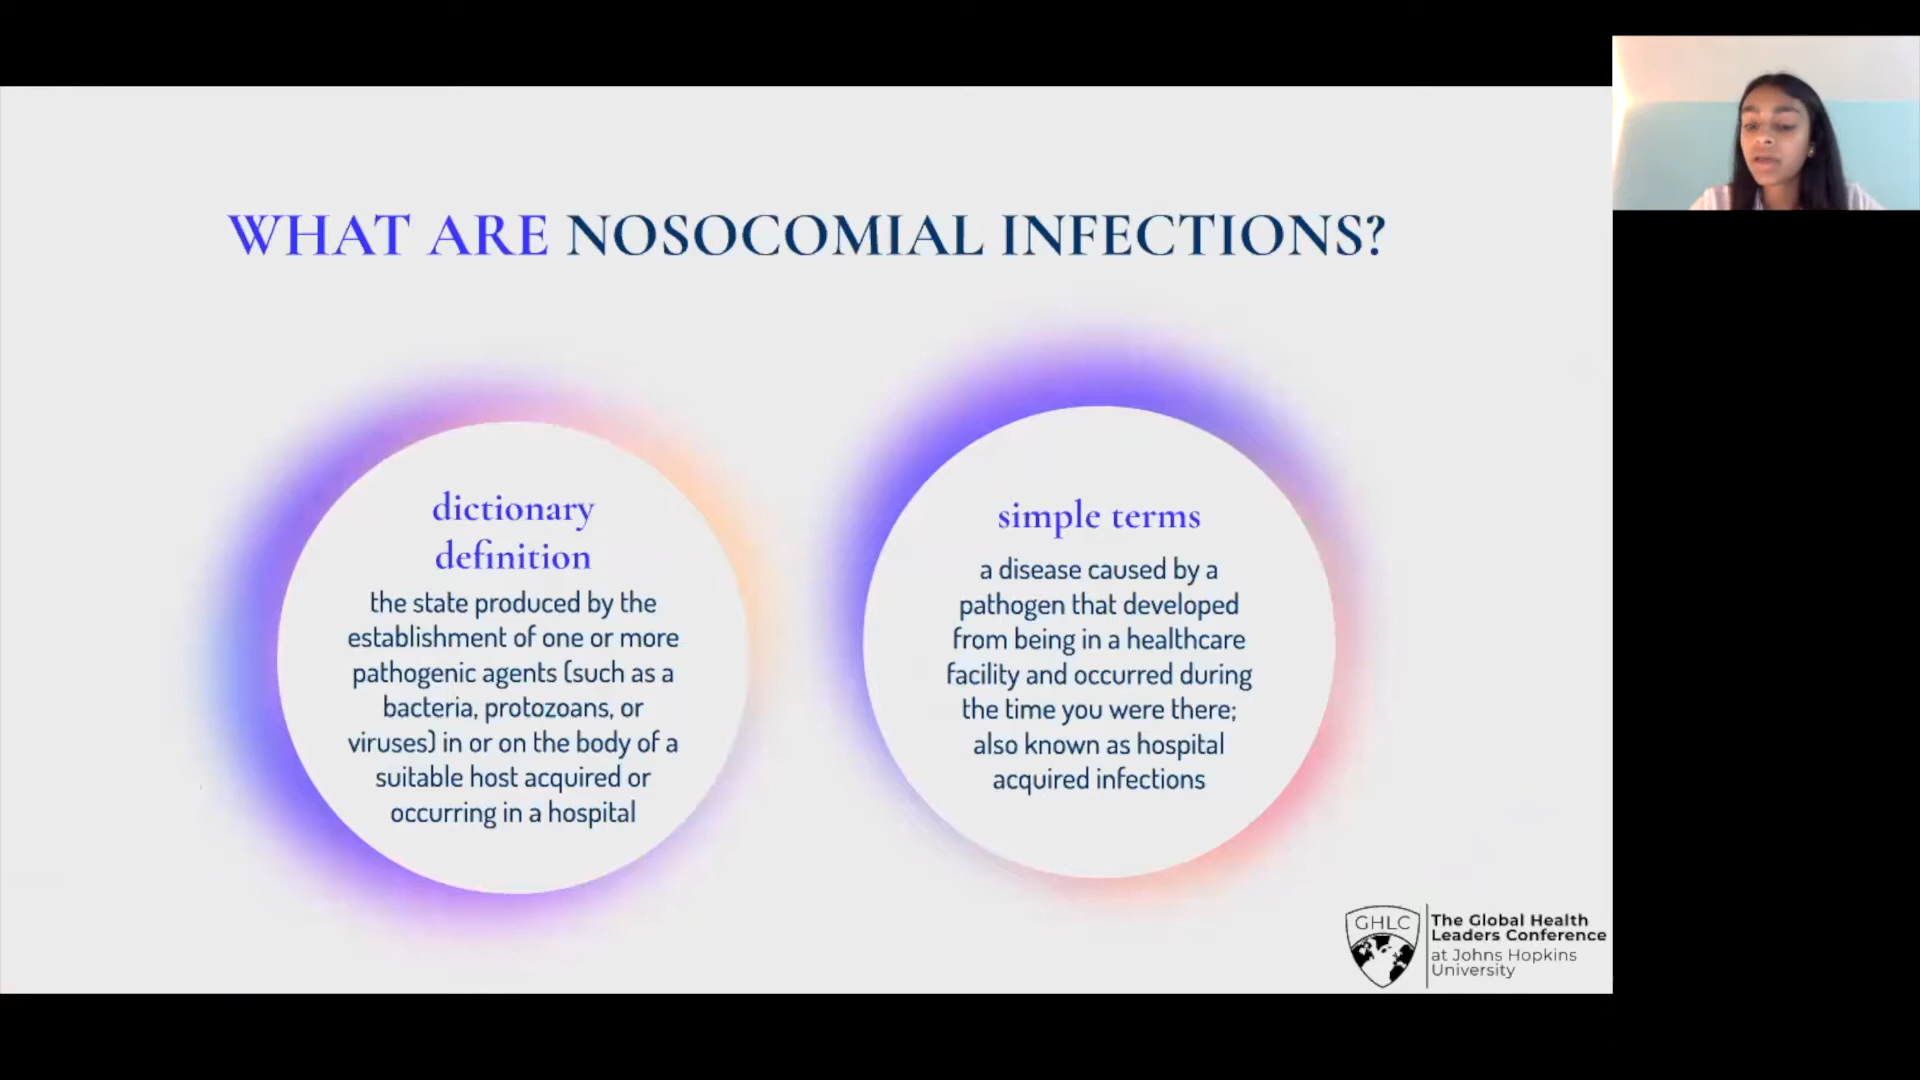 WHAT ARE NOSOCOMIAL INFECTIONS?
dictionary
definition
the state produced by the
establishment of one or more
pathogenic agents (such as a
bacteria, protozoans, or
viruses) in or on the body of a
suitable host acquired or
occurring in a hospital
simple terms
a disease caused by a
pathogen that developed
from being in a healthcare
facility and occurred during
the time you were there;
also known as hospital
acquired infections
GHLC
The Global Health
Leaders Conference
at Johns Hopkins
University